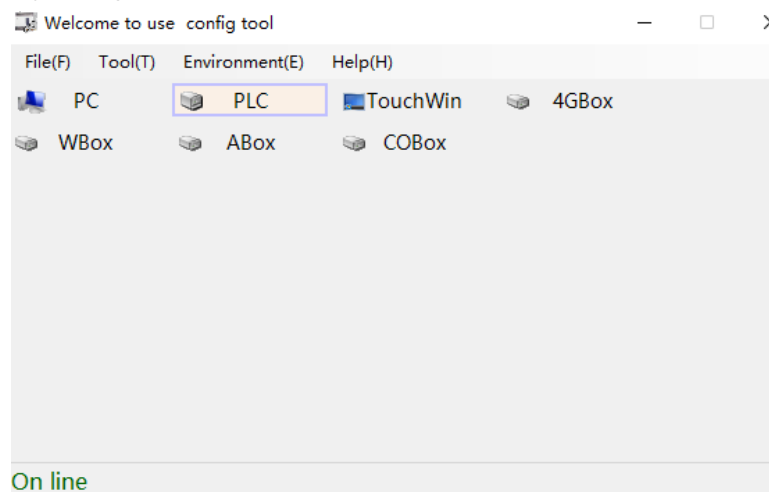 Welcome to use config tool
File(F) Tool(T) Environment(E) Help(H)
PC PLC TouchWin 4GBox
WBox ABox COBox
On line